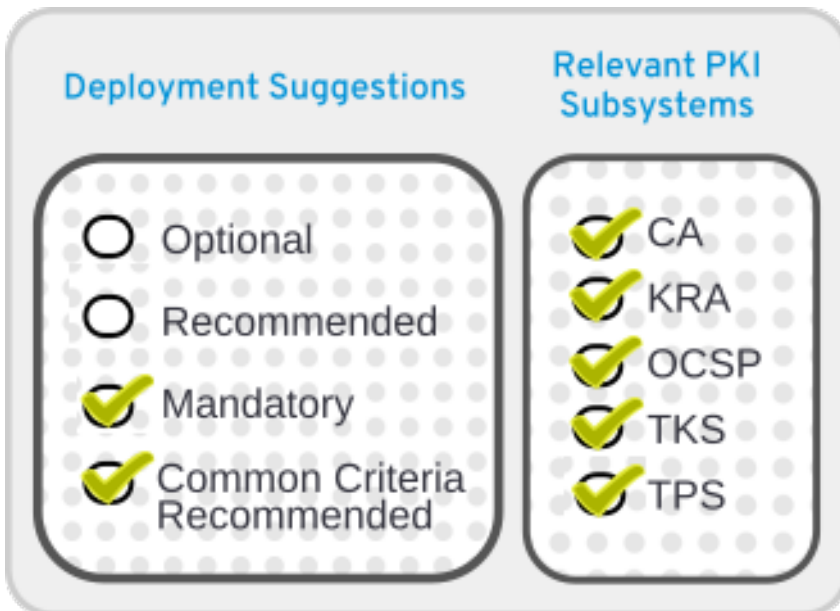 Deployment Suggestions
Optional
Recommended
Mandatory
Common Criteria
Recommended
Relevant PKI
Subsystems
CA
KRA
OCSP
TKS
TPS